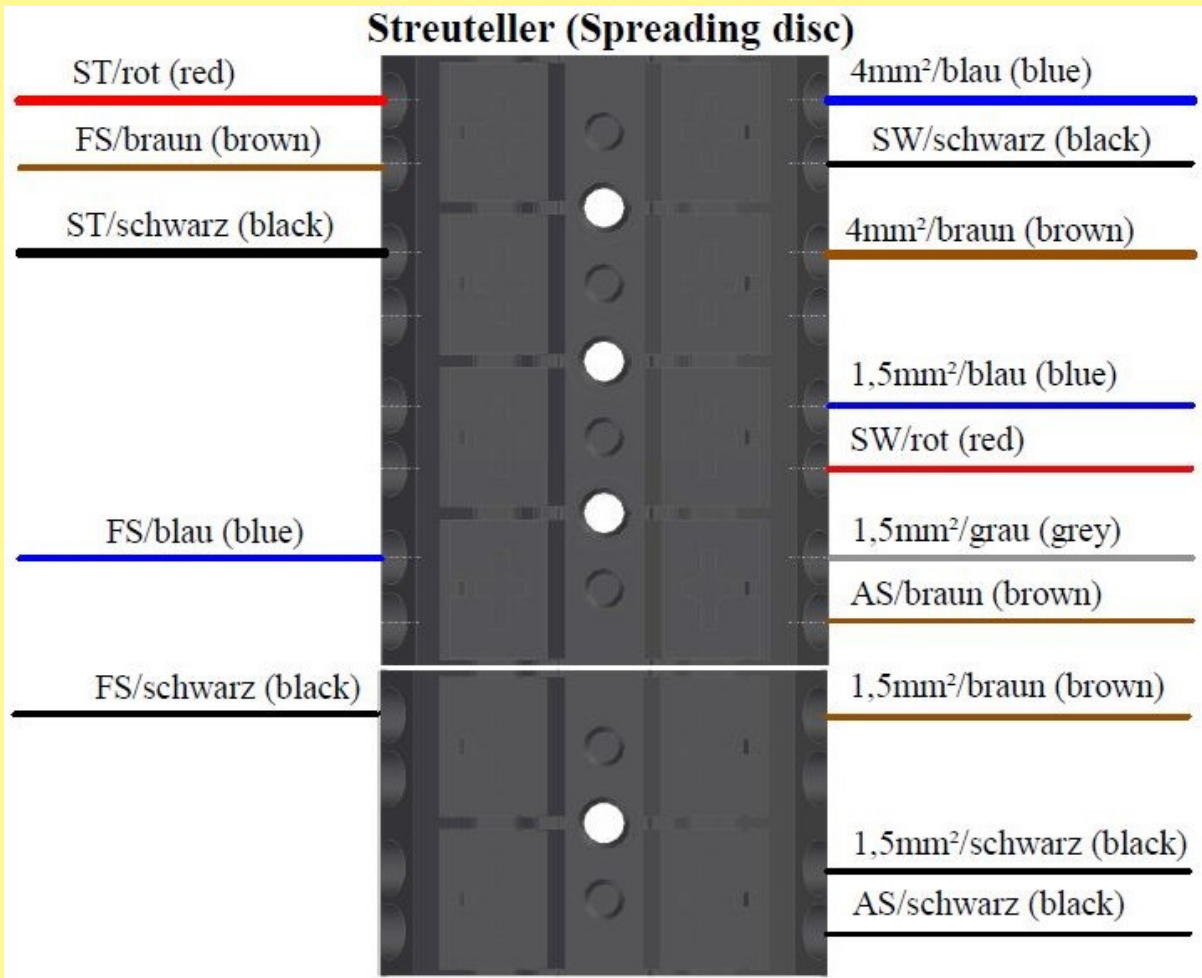 Streuteller (Spreading disc)
ST/rot (red)
FS/braun (brown)
ST/schwarz (black)
FS/blau (blue)
FS/schwarz (black)
4mm²/blau (blue)
SW/schwarz (black)
4mm²/braun (brown)
1,5mm²/blau (blue)
SW/rot (red)
1,5mm²/grau (grey)
AS/braun (brown)
1,5mm²/braun (brown)
1,5mm²/schwarz (black)
AS/schwarz (black)